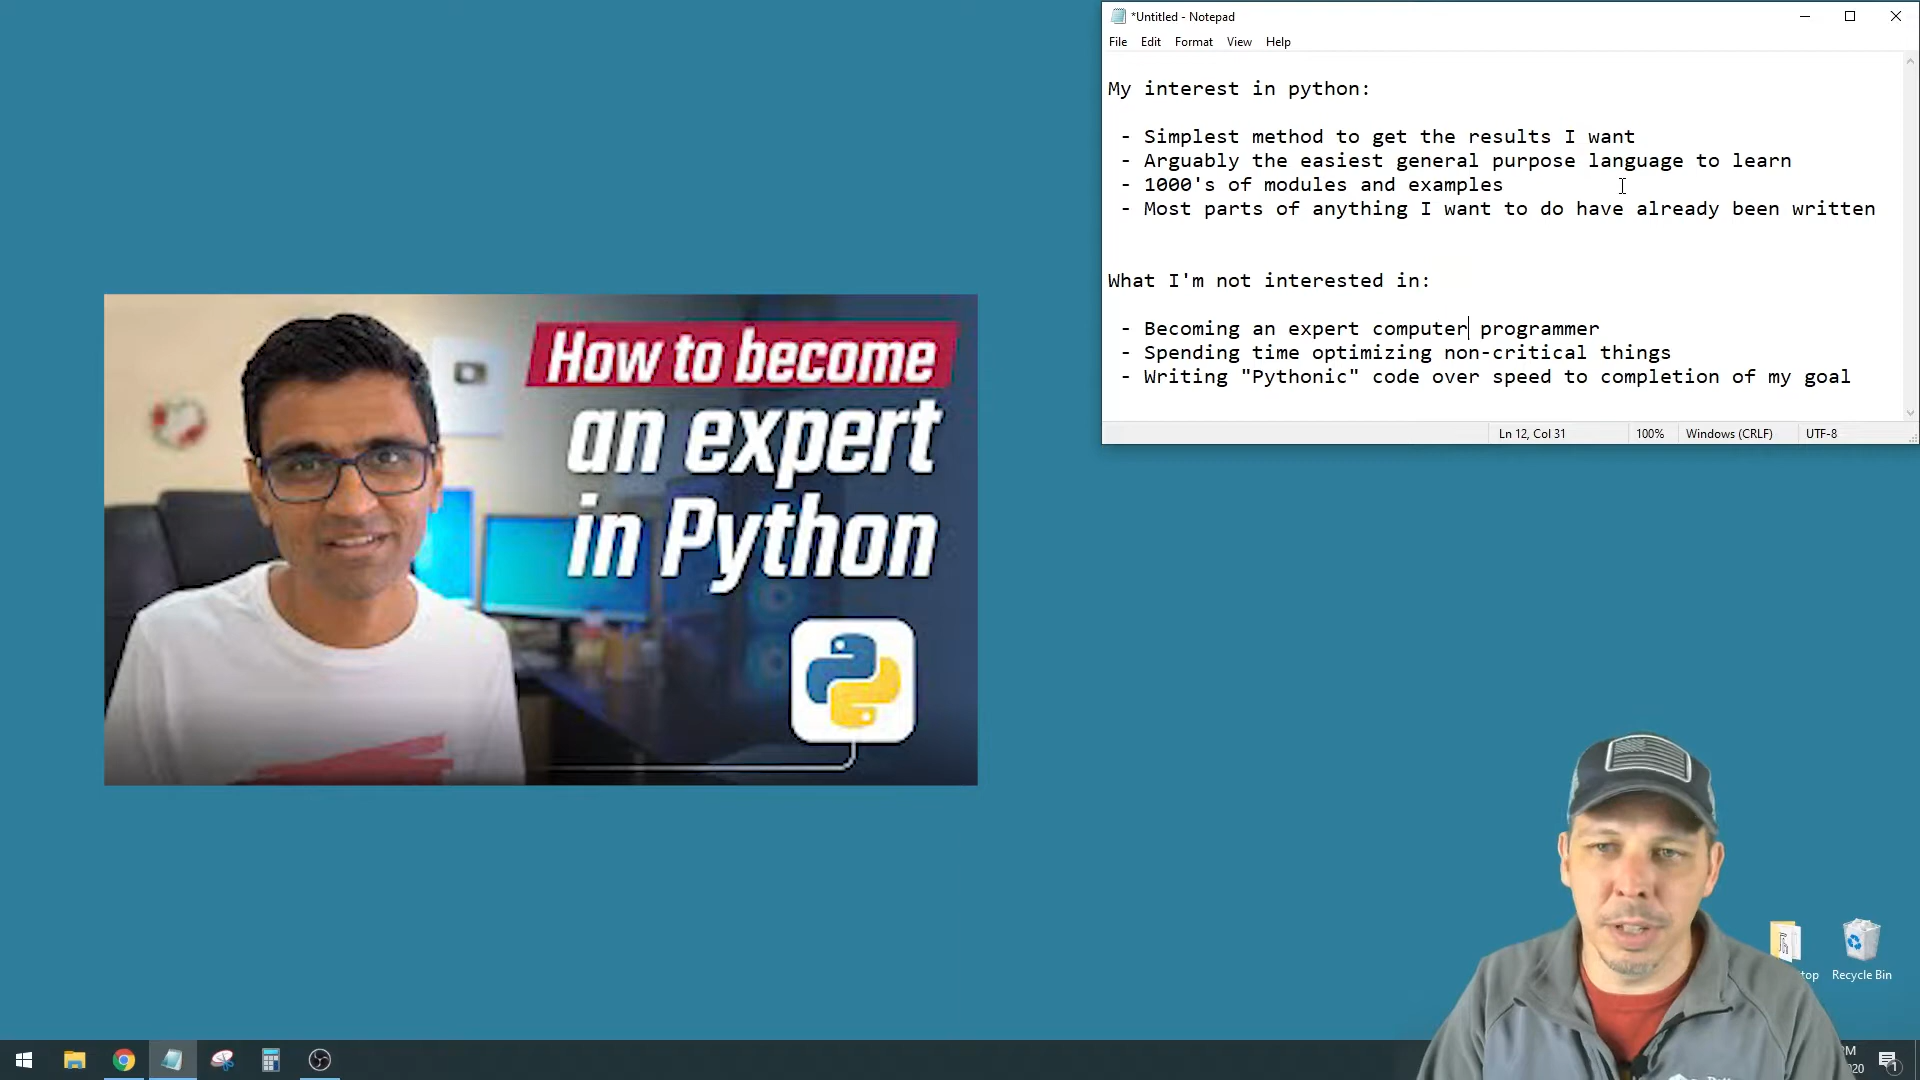 *Untitled - Notepad
File Edit Format View Help
My interest in python:
- Simplest method to get the results I want
- Arguably the easiest general purpose language to learn
- 1000's of modules and examples
- Most parts of anything I want to do have already been written
What I'm not interested in:
- Becoming an expert computer programmer
- Spending time optimizing non-critical things
- Writing "Pythonic" code over speed to completion of my goal
Ln 12, Col 31 100% Windows (CRLF) UTF-8
How to become
an expert
in Python
top Recycle Bin
PM
020
1